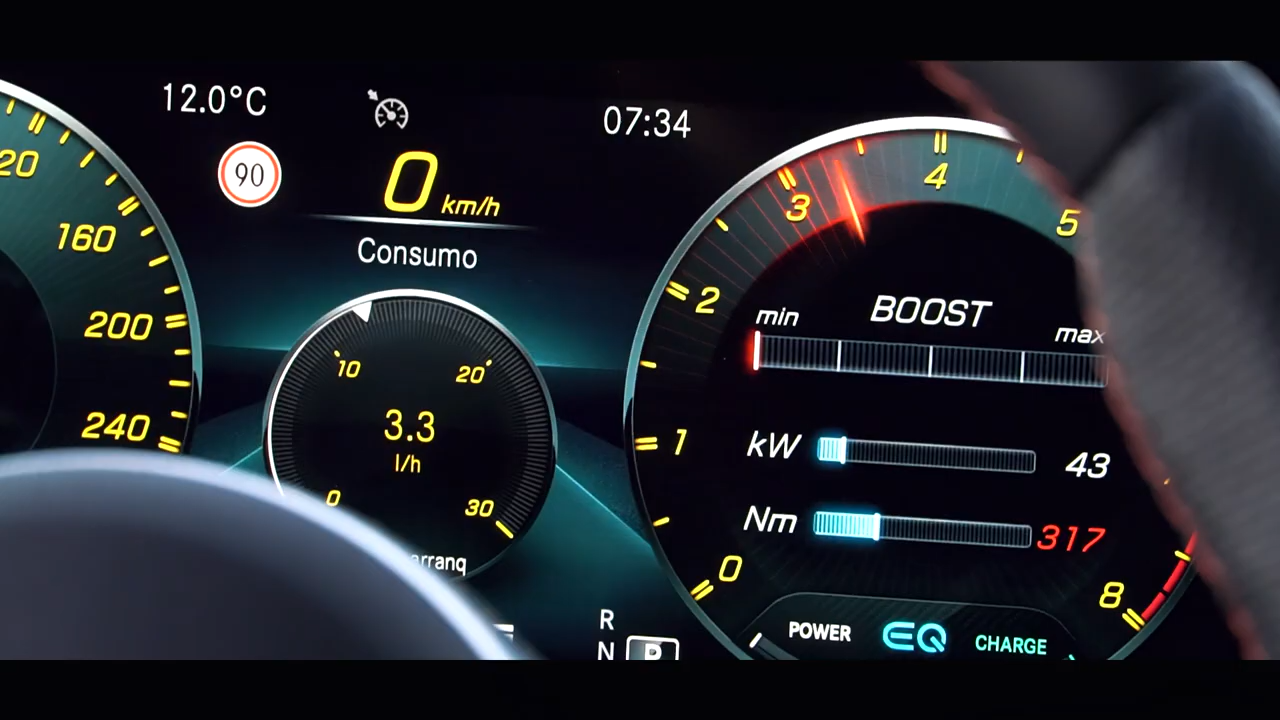 12.0°C
07:34
90
0 km/h
Consumo
20
160
200
240
10
20
3.3
l/h
0
30
arranq
R
N
P
0
1
2
3
4
5
8
BOOST
min
max
kW
43
Nm
317
POWER
EQ
CHARGE